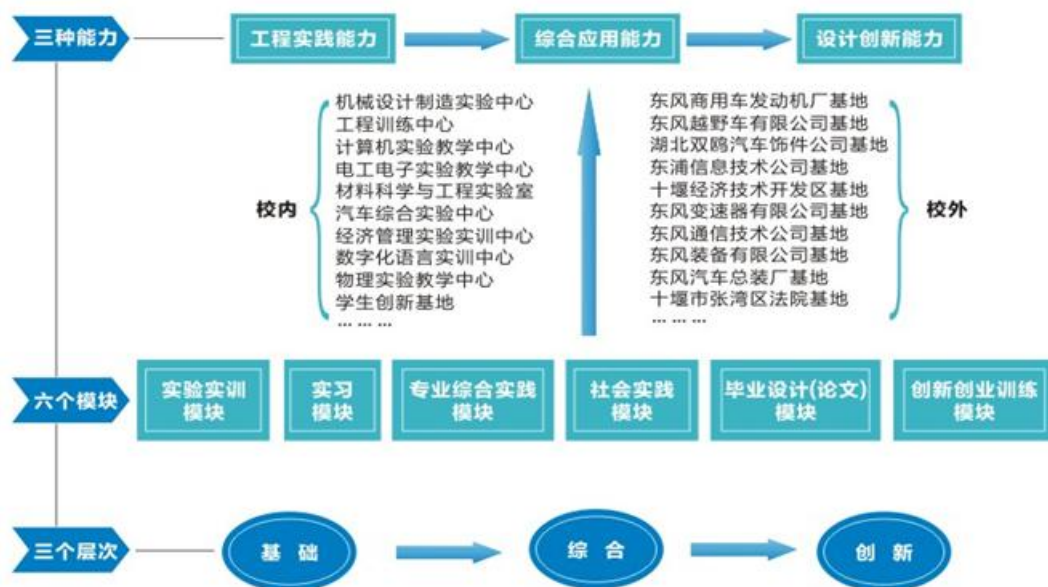 三种能力
工程实践能力
综合应用能力
设计创新能力
校内
机械设计制造实验中心
工程训练中心
计算机实验教学中心
电工电子实验教学中心
材料科学与工程实验室
汽车综合实验中心
经济管理实验实训中心
数字化语言实训中心
物理实验教学中心
学生创新基地
… … …
东风商用车发动机厂基地
东风越野车有限公司基地
湖北双鸥汽车饰件公司基地
东浦信息技术公司基地
十堰经济技术开发区基地
东风变速器有限公司基地
东风通信技术公司基地
东风装备有限公司基地
东风汽车总装厂基地
十堰市张湾区法院基地
… … …
校外
六个模块
实验实训
模块
实习
模块
专业综合实践
模块
社会实践
模块
毕业设计(论文)
模块
创新创业训练
模块
三个层次
基 础
综 合
创 新